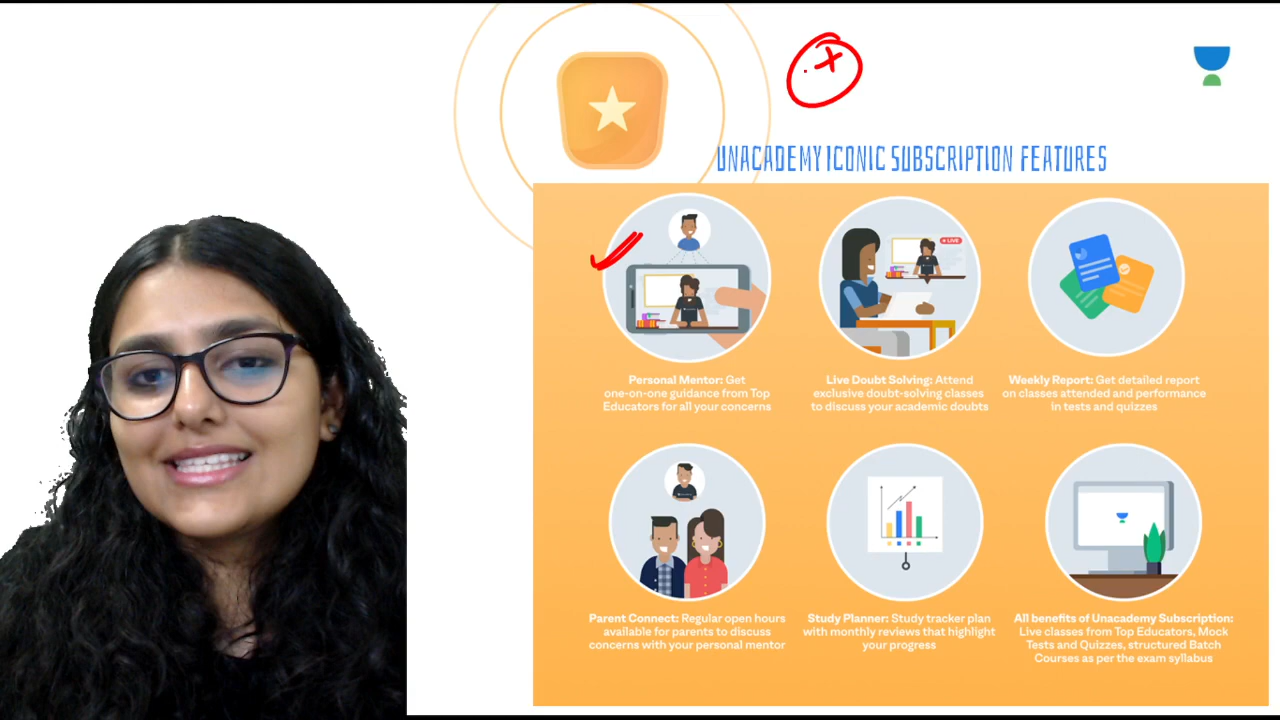 UNACADEMY ICONIC SUBSCRIPTION FEATURES
LIVE
Personal Mentor: Get
one-on-one guidance from Top
Educators for all your concerns
Live Doubt Solving: Attend
exclusive doubt-solving classes
to discuss your academic doubts
Weekly Report: Get detailed report
on classes attended and performance
in tests and quizzes
Parent Connect: Regular open hours
available for parents to discuss
concerns with your personal mentor
Study Planner: Study tracker plan
with monthly reviews that highlight
your progress
All benefits of Unacademy Subscription:
Live classes from Top Educators, Mock
Tests and Quizzes, structured Batch
Courses as per the exam syllabus